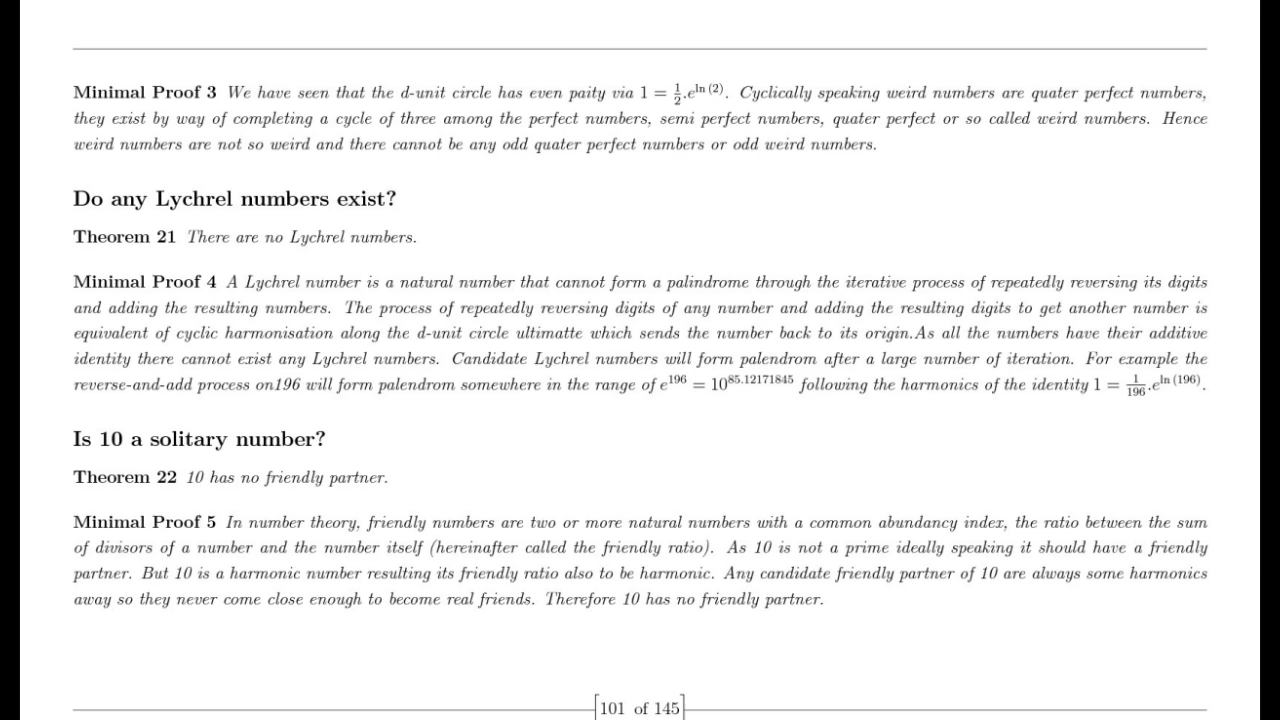 Minimal Proof 3 We have seen that the d-unit circle has even paity via 1 = 1/2.e^ln (2). Cyclically speaking weird numbers are quater perfect numbers,
they exist by way of completing a cycle of three among the perfect numbers, semi perfect numbers, quater perfect or so called weird numbers. Hence
weird numbers are not so weird and there cannot be any odd quater perfect numbers or odd weird numbers.
Do any Lychrel numbers exist?
Theorem 21 There are no Lychrel numbers.
Minimal Proof 4 A Lychrel number is a natural number that cannot form a palindrome through the iterative process of repeatedly reversing its digits
and adding the resulting numbers. The process of repeatedly reversing digits of any number and adding the resulting digits to get another number is
equivalent of cyclic harmonisation along the d-unit circle ultimatte which sends the number back to its origin.As all the numbers have their additive
identity there cannot exist any Lychrel numbers. Candidate Lychrel numbers will form palendrom after a large number of iteration. For example the
reverse-and-add process on196 will form palendrom somewhere in the range of e^196 = 10^85.12171845 following the harmonics of the identity 1 = 1/196.e^ln (196).
Is 10 a solitary number?
Theorem 22 10 has no friendly partner.
Minimal Proof 5 In number theory, friendly numbers are two or more natural numbers with a common abundancy index, the ratio between the sum
of divisors of a number and the number itself (hereinafter called the friendly ratio). As 10 is not a prime ideally speaking it should have a friendly
partner. But 10 is a harmonic number resulting its friendly ratio also to be harmonic. Any candidate friendly partner of 10 are always some harmonics
away so they never come close enough to become real friends. Therefore 10 has no friendly partner.
[101 of 145]